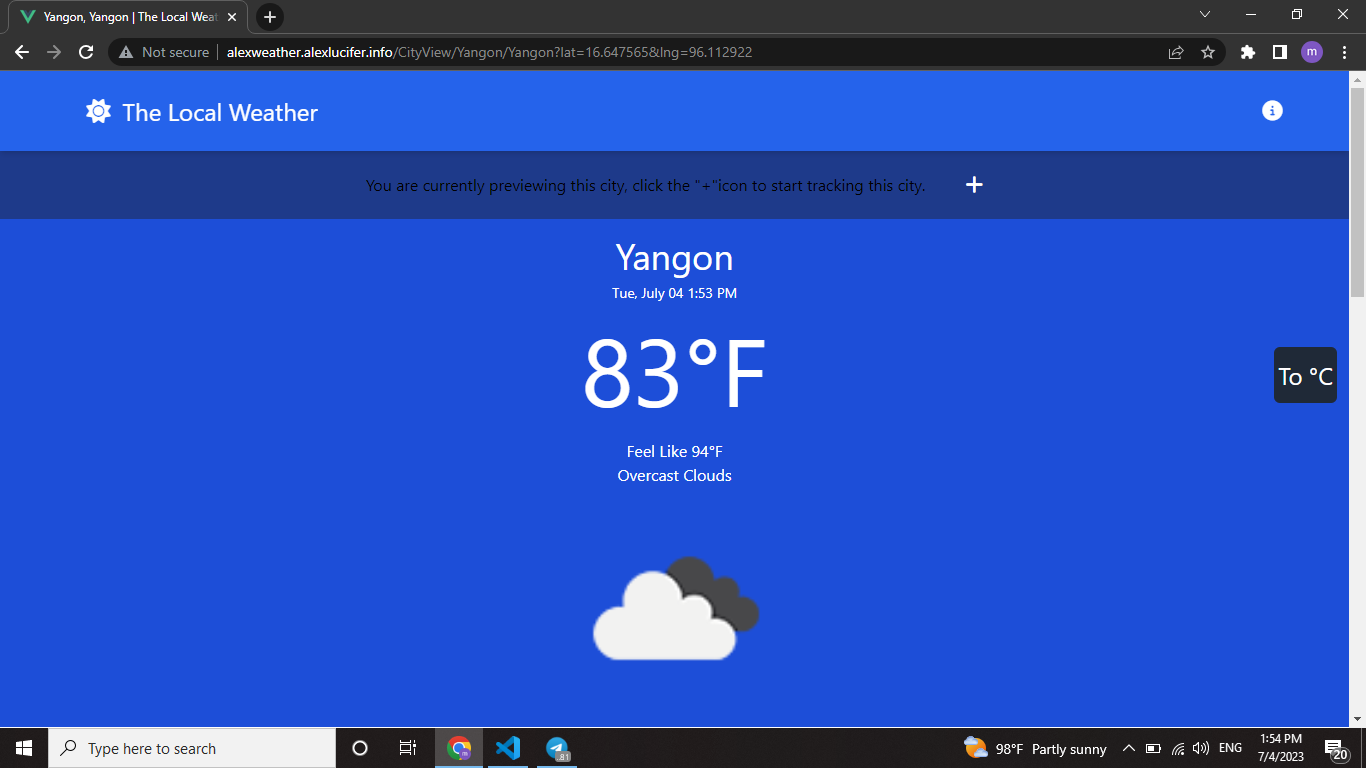 Yangon, Yangon | The Local Weat
Not secure
alexweather.alexlucifer.info/CityView/Yangon/Yangon?lat=16.647565&lng=96.112922
m
The Local Weather
You are currently previewing this city, click the "+"icon to start tracking this city.
Yangon
Tue, July 04 1:53 PM
83°F
To °C
Feel Like 94°F
Overcast Clouds
Type here to search
m
81
98°F Partly sunny
ENG
1:54 PM
7/4/2023
20